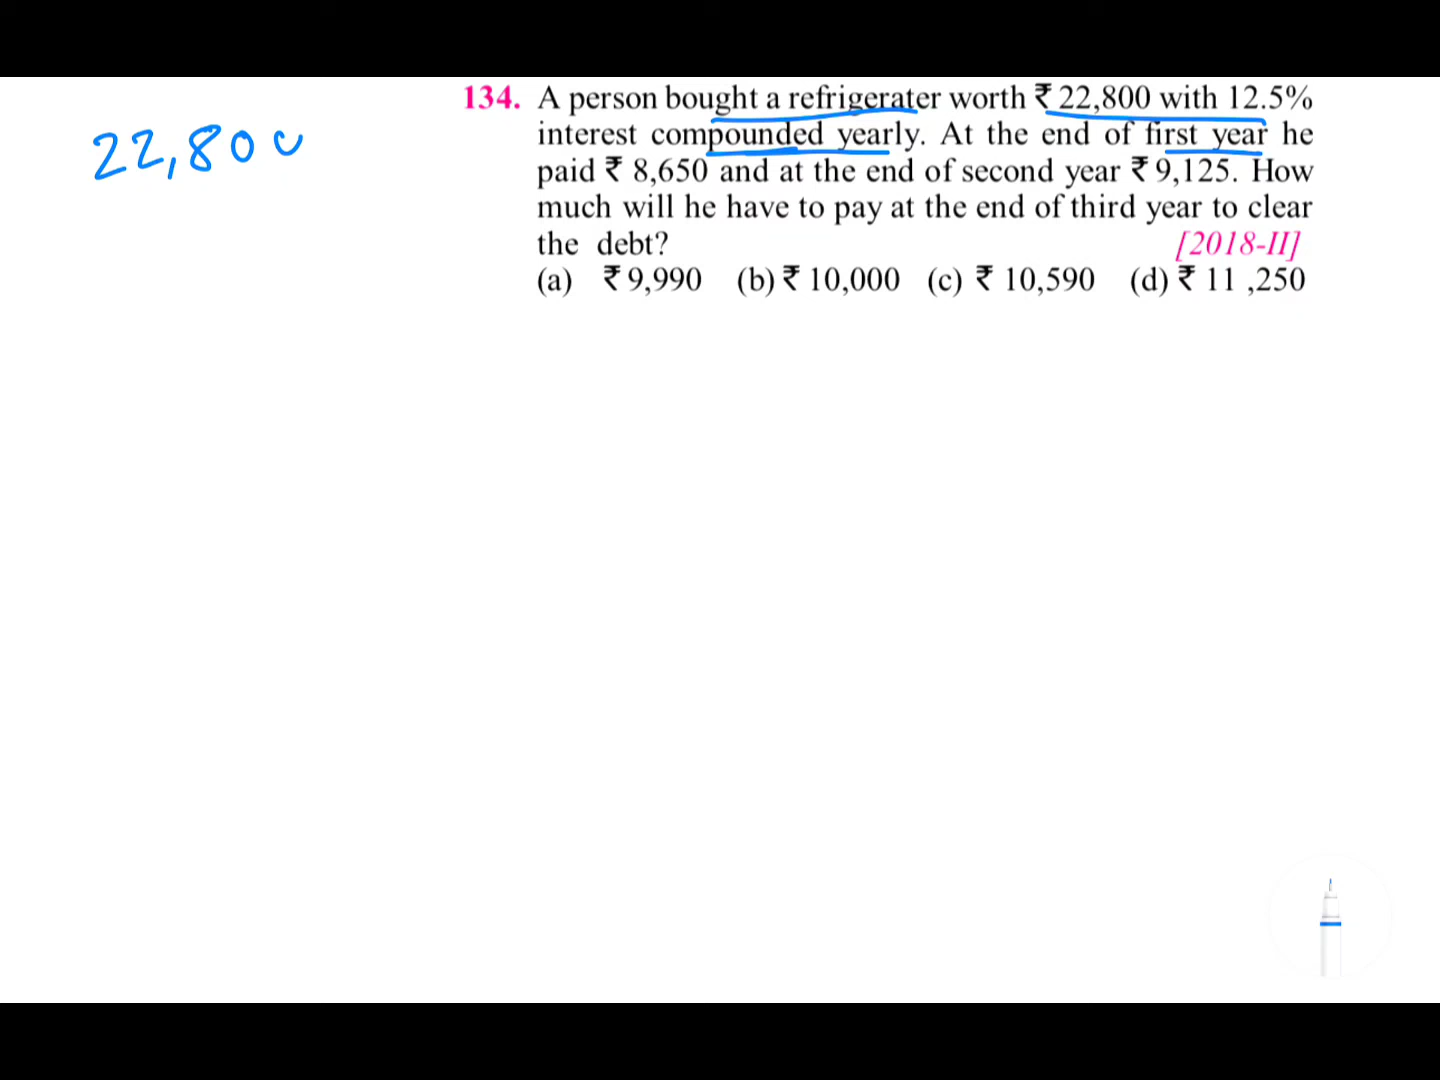 134. A person bought a refrigerater worth ₹ 22,800 with 12.5%
interest compounded yearly. At the end of first year he
paid ₹ 8,650 and at the end of second year ₹ 9,125. How
much will he have to pay at the end of third year to clear
the debt? [2018-II]
(a) ₹ 9,990 (b) ₹ 10,000 (c) ₹ 10,590 (d) ₹ 11 ,250
22,800